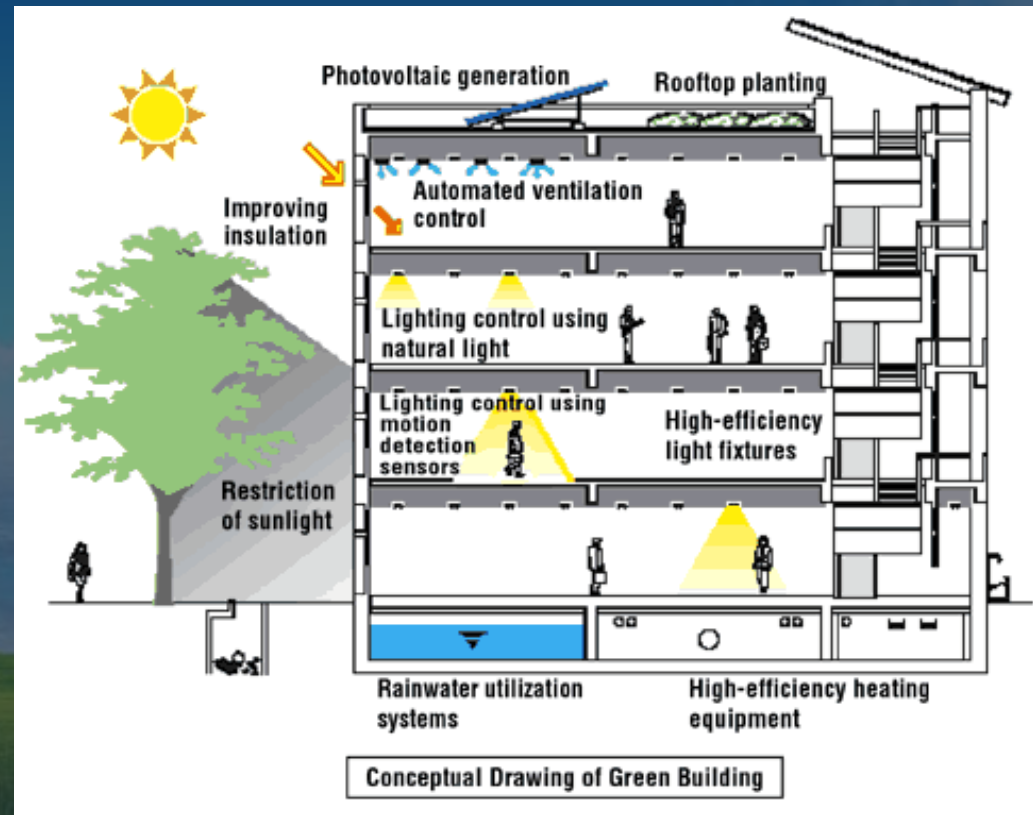 Photovoltaic generation
Rooftop planting
Improving
insulation
Automated ventilation
control
Lighting control using
natural light
Lighting control using
motion
detection
sensors
High-efficiency
light fixtures
Restriction
of sunlight
Rainwater utilization
systems
High-efficiency heating
equipment
Conceptual Drawing of Green Building